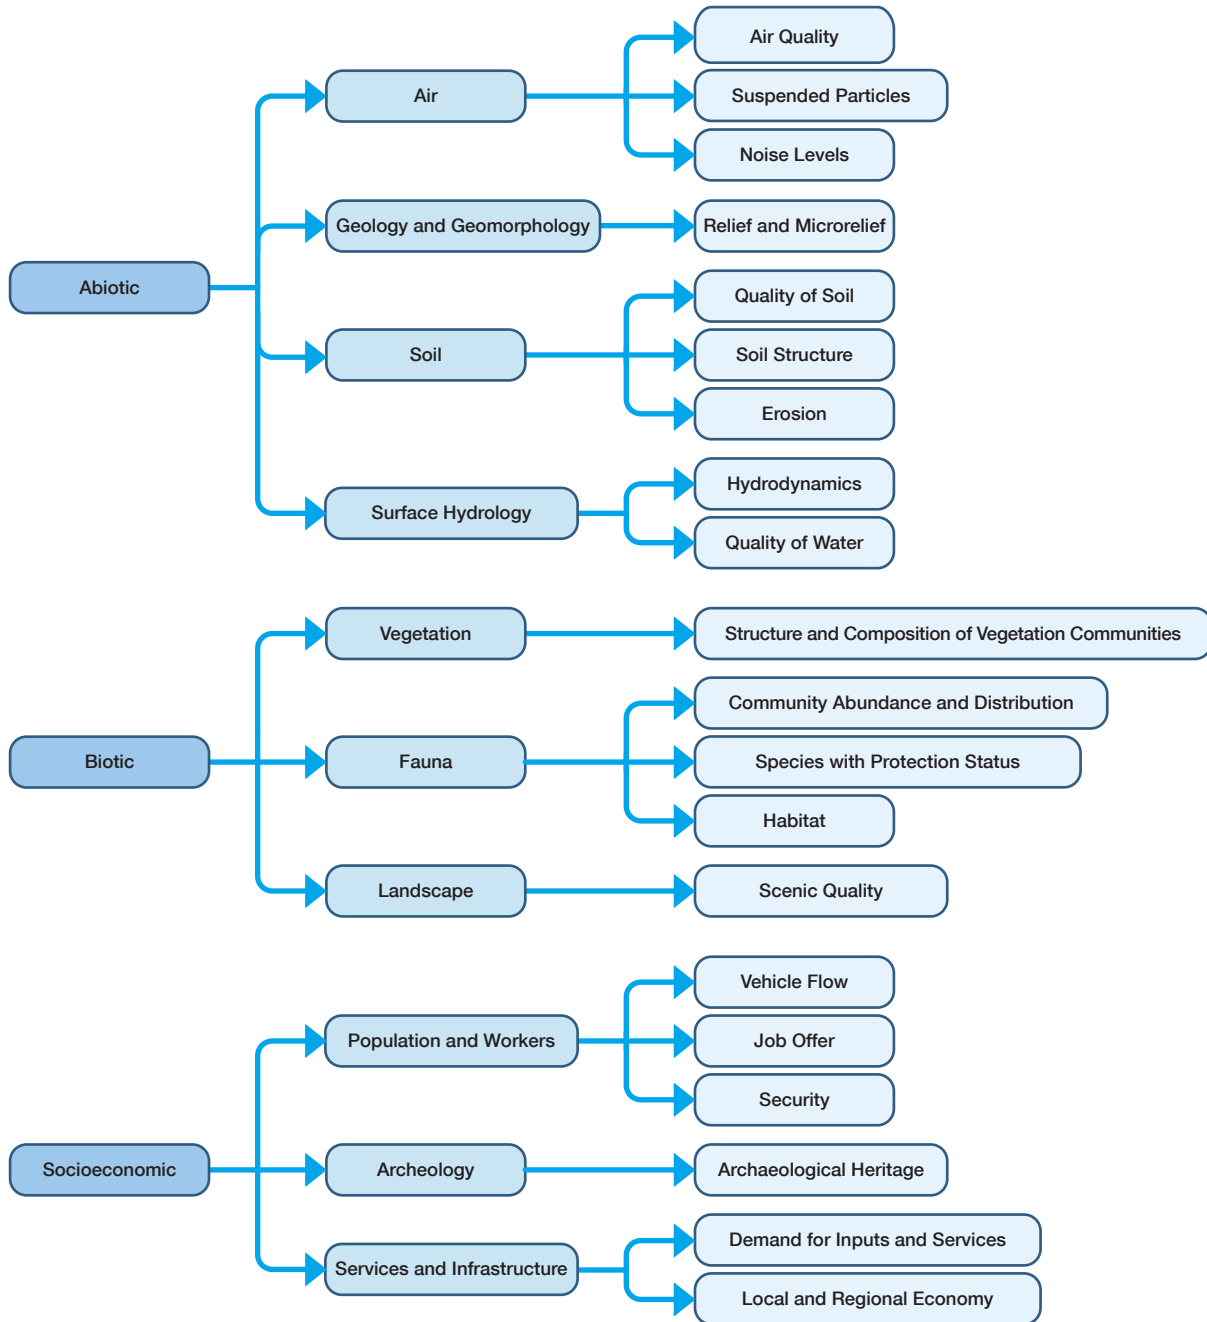 Abiotic
Air
Air Quality
Suspended Particles
Noise Levels
Geology and Geomorphology
Relief and Microrelief
Soil
Quality of Soil
Soil Structure
Erosion
Surface Hydrology
Hydrodynamics
Quality of Water
Biotic
Vegetation
Structure and Composition of Vegetation Communities
Fauna
Community Abundance and Distribution
Species with Protection Status
Habitat
Landscape
Scenic Quality
Socioeconomic
Population and Workers
Vehicle Flow
Job Offer
Security
Archeology
Archaeological Heritage
Services and Infrastructure
Demand for Inputs and Services
Local and Regional Economy